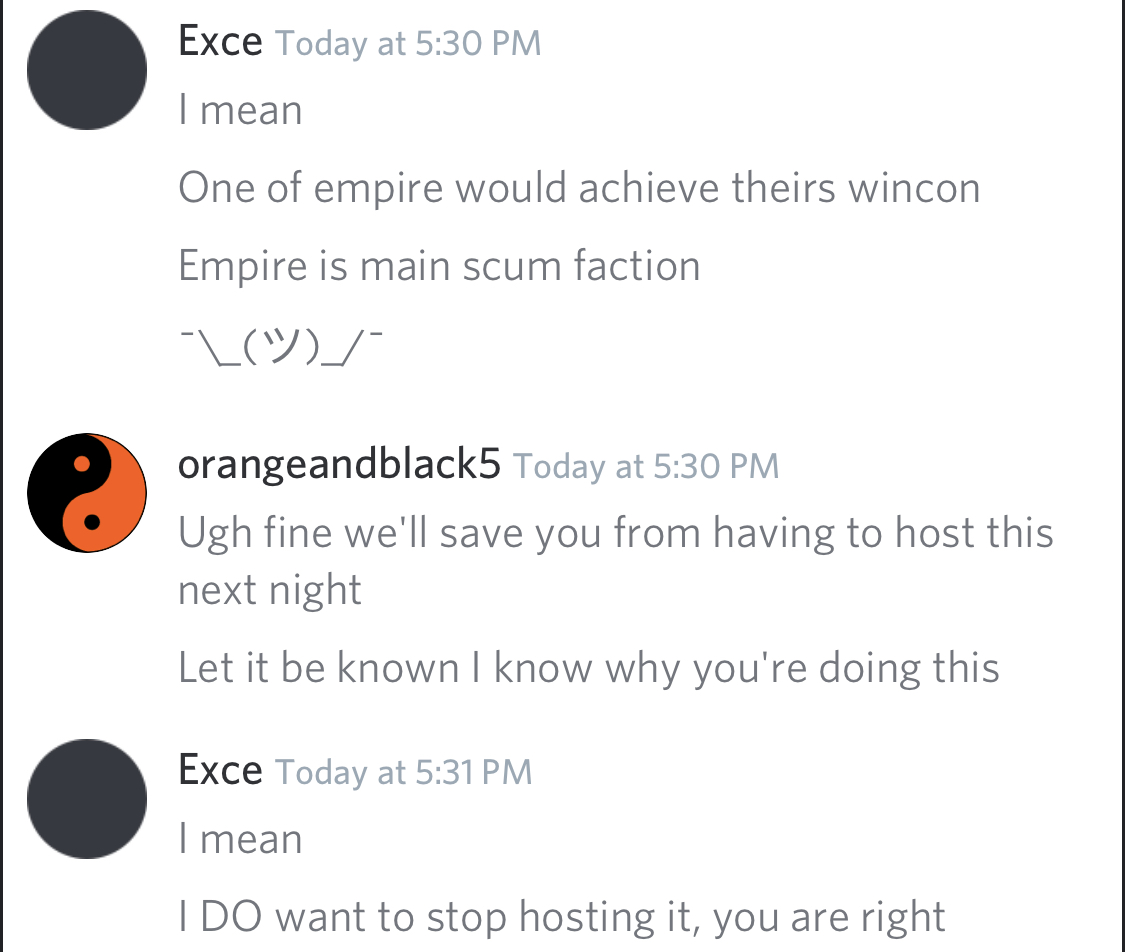 Exce Today at 5:30 PM
I mean
One of empire would achieve theirs wincon
Empire is main scum faction
¯\_(ツ)_/¯
orangeandblack5 Today at 5:30 PM
Ugh fine we'll save you from having to host this
next night
Let it be known I know why you're doing this
Exce Today at 5:31 PM
I mean
I DO want to stop hosting it, you are right